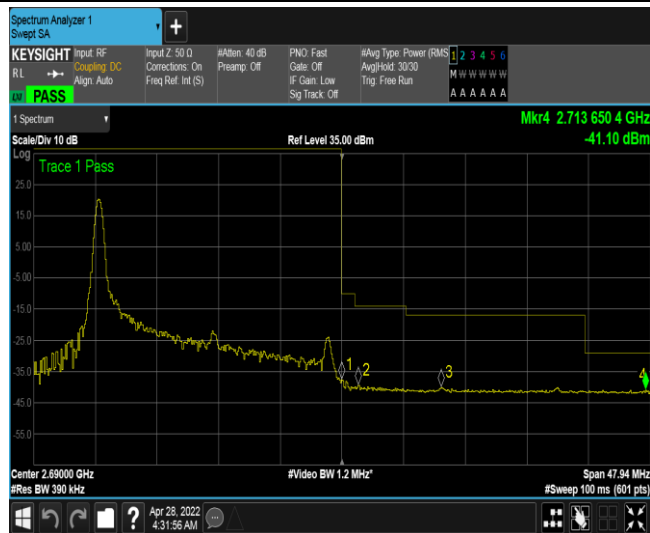 Spectrum Analyzer 1
Swept SA
+
KEYSIGHT
RL
LXI
PASS
Input: RF
Coupling: DC
Align: Auto
Input Z: 50 Ω
Corrections: On
Freq Ref: Int (S)
#Atten: 40 dB
Preamp: Off
PNO: Fast
Gate: Off
IF Gain: Low
Sig Track: Off
#Avg Type: Power (RMS
Avg|Hold: 30/30
Trig: Free Run
1 2 3 4 5 6
M W W W W W
A A A A A A
1 Spectrum
Mkr4 2.713 650 4 GHz
Scale/Div 10 dB
Ref Level 35.00 dBm
-41.10 dBm
Log
Trace 1 Pass
25.0
15.0
5.00
-5.00
-15.0
-25.0
-35.0
-45.0
-55.0
1
2
3
4
Center 2.69000 GHz
#Video BW 1.2 MHz*
Span 47.94 MHz
#Res BW 390 kHz
#Sweep 100 ms (601 pts)
?
Apr 28, 2022
4:31:56 AM